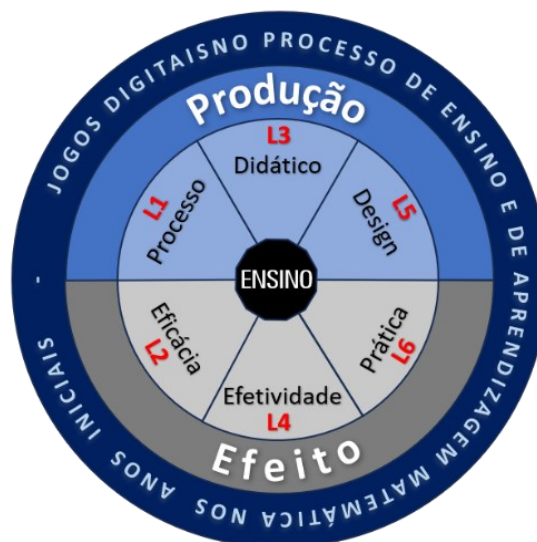 JOGOS DIGITAISNO PROCESSO DE ENSINO E DE APRENDIZAGEM MATEMÁTICA NOS ANOS INICIAIS -
Produção
L1
Processo
L3
Didático
L5
Design
ENSINO
Eficácia
L2
Efetividade
L4
Prática
L6
Efeito